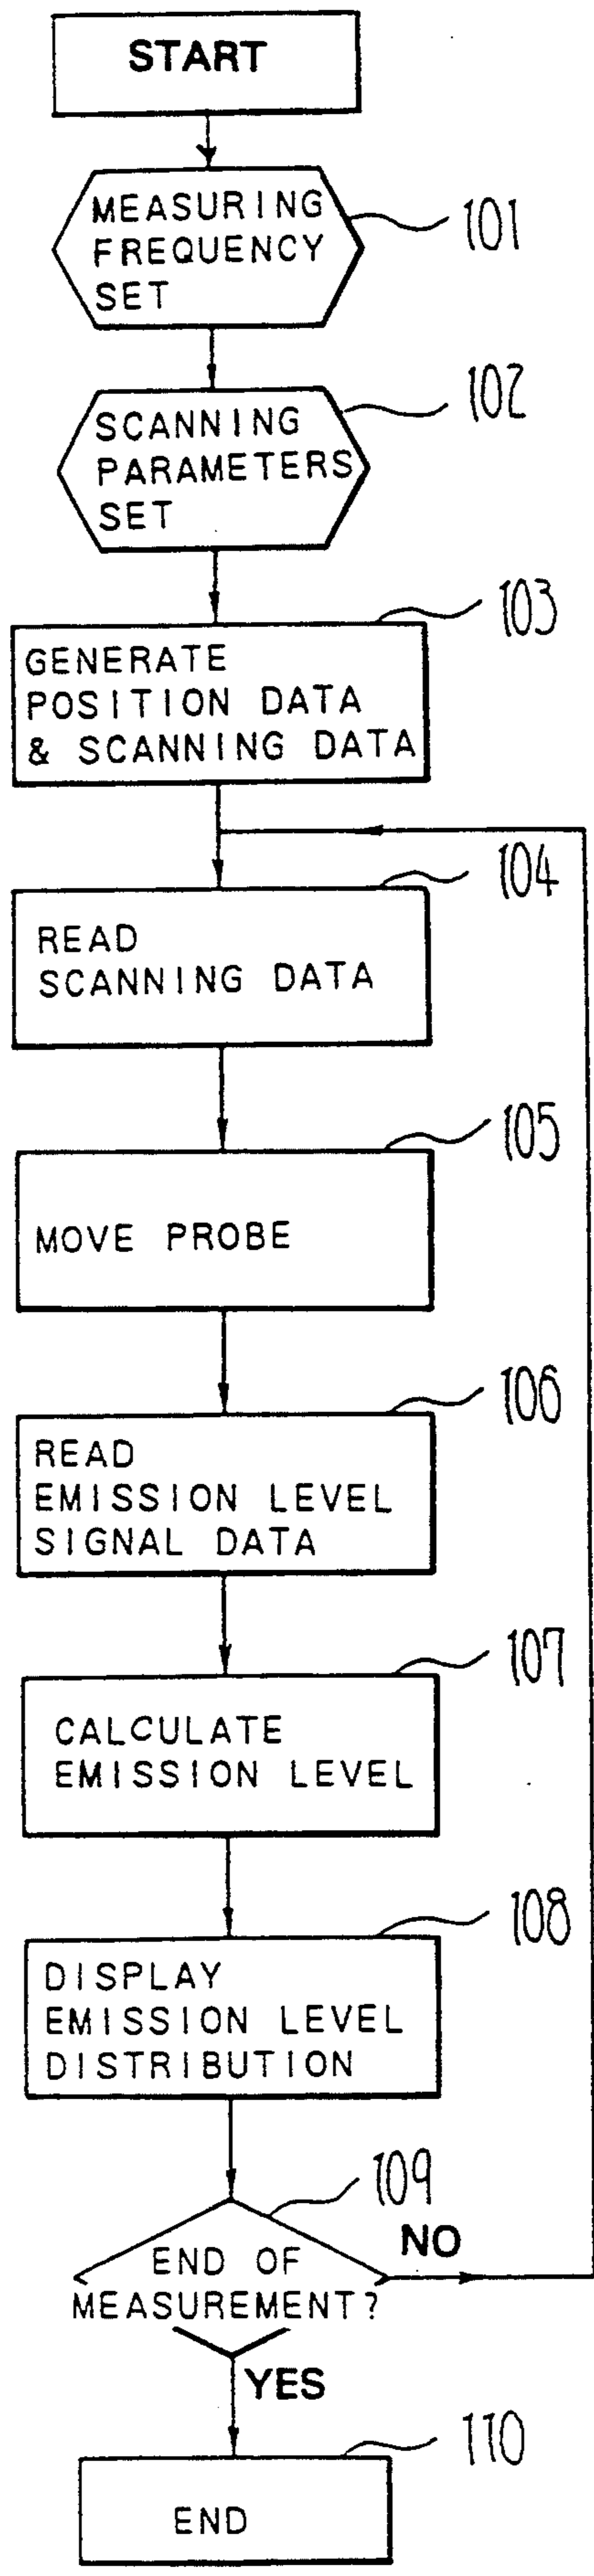 START
MEASURING
FREQUENCY
SET
101
SCANNING
PARAMETERS
SET
102
103
GENERATE
POSITION DATA
& SCANNING DATA
104
READ
SCANNING DATA
105
MOVE PROBE
106
READ
EMISSION LEVEL
SIGNAL DATA
107
CALCULATE
EMISSION LEVEL
108
DISPLAY
EMISSION LEVEL
DISTRIBUTION
109
NO
END OF
MEASUREMENT?
YES
110
END